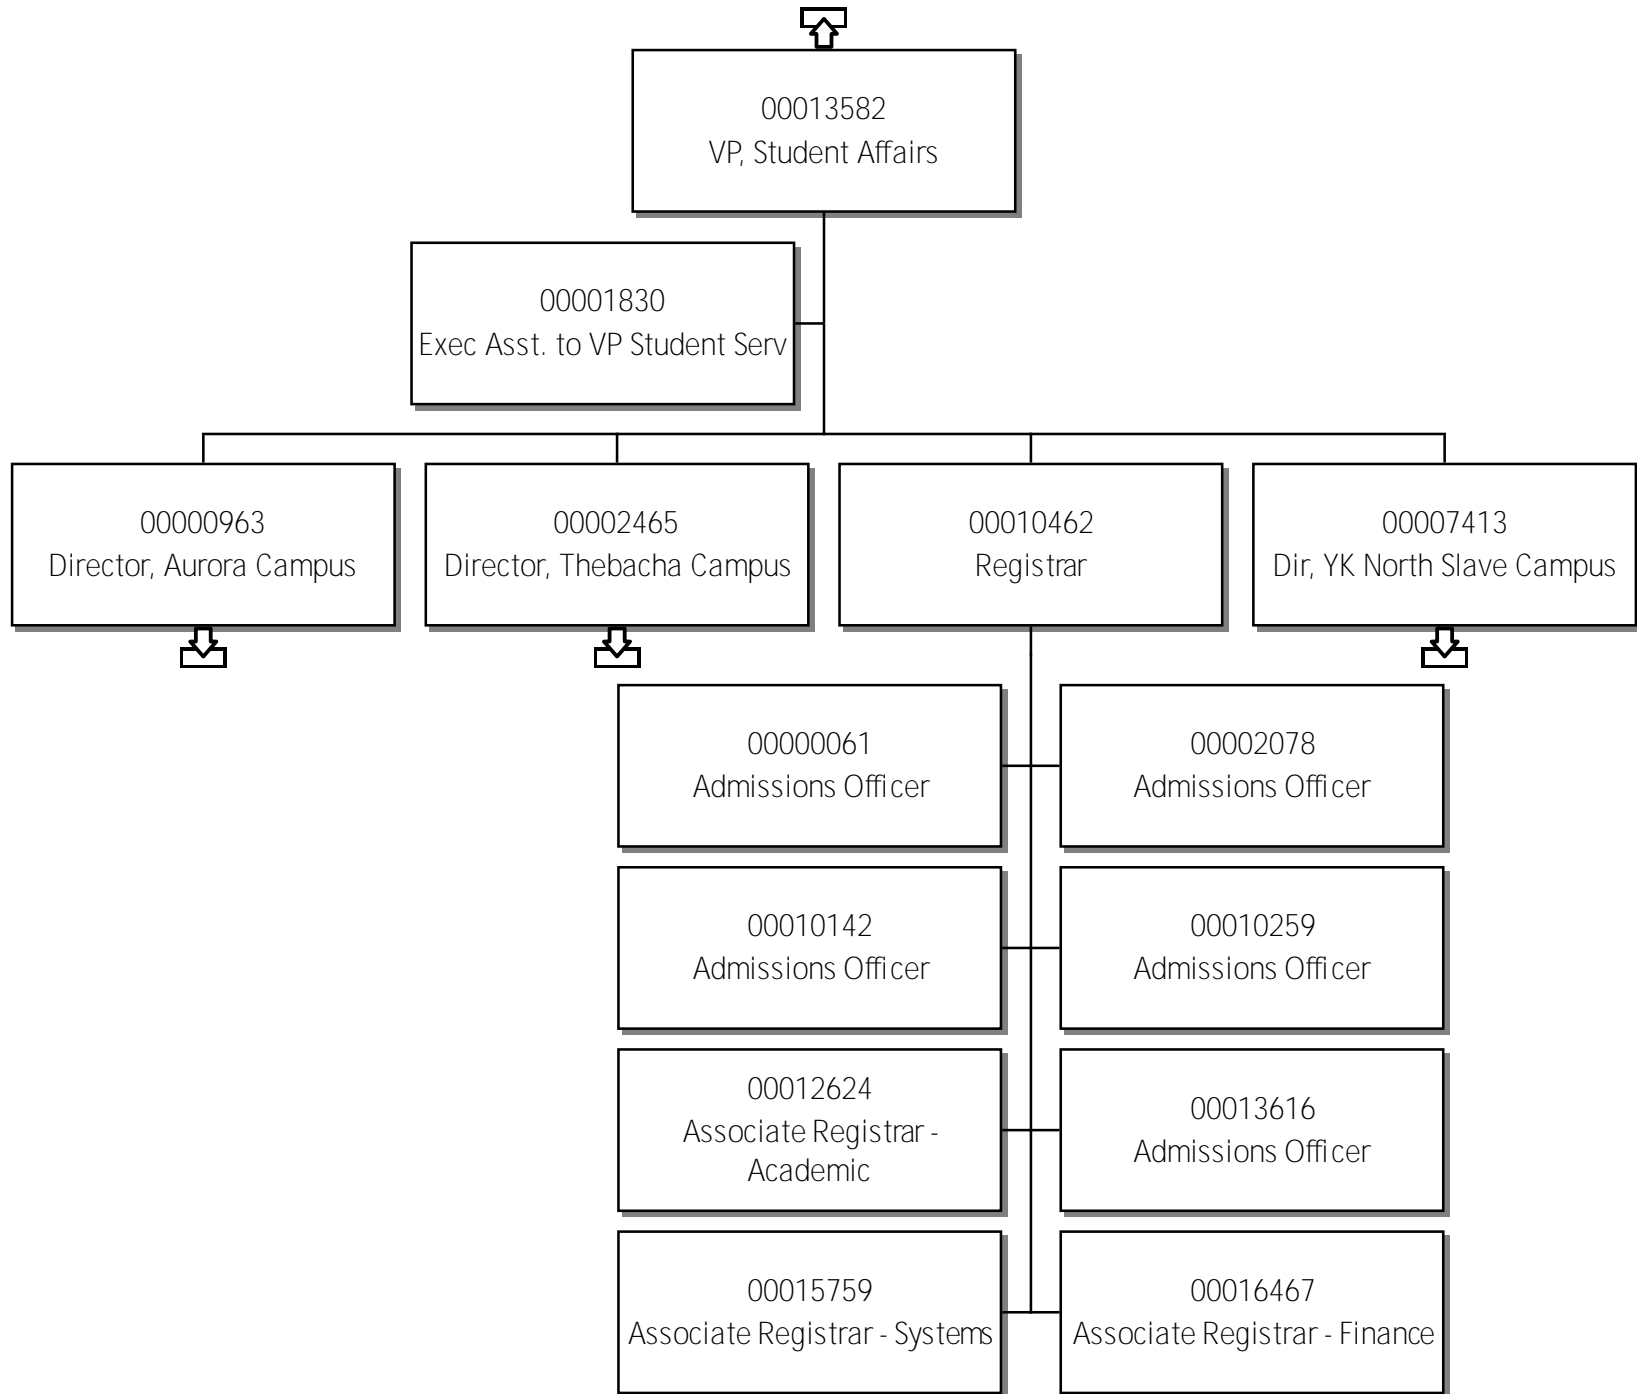 00013582
VP, Student Affairs
00001830
Exec Asst. to VP Student Serv
00000963
Director, Aurora Campus
00002465
Director, Thebacha Campus
00010462
Registrar
00007413
Dir, YK North Slave Campus
00000061
Admissions Officer
00002078
Admissions Officer
00010142
Admissions Officer
00010259
Admissions Officer
00012624
Associate Registrar -
Academic
00013616
Admissions Officer
00015759
Associate Registrar - Systems
00016467
Associate Registrar - Finance